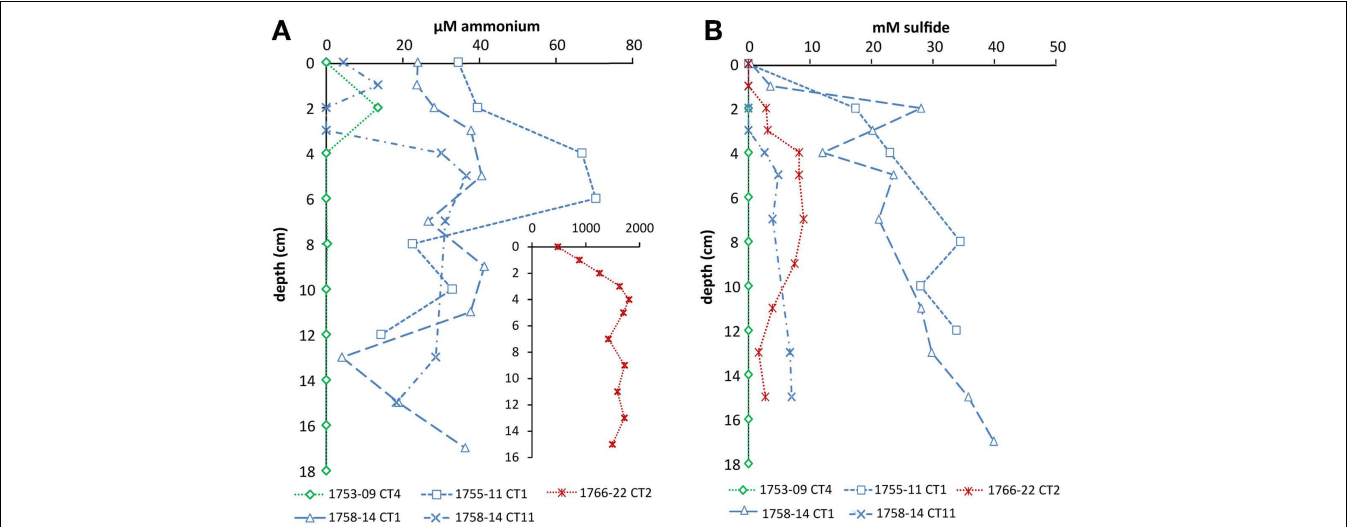 A
µM ammonium
0 20 40 60 80
0
2
4
6
8
10
12
14
16
18
depth (cm)
0 1000 2000
0
2
4
6
8
10
12
14
16
1753-09 CT4 1755-11 CT1 1766-22 CT2
1758-14 CT1 1758-14 CT11
B
mM sulfide
0 10 20 30 40 50
0
2
4
6
8
10
12
14
16
18
depth (cm)
1753-09 CT4 1755-11 CT1 1766-22 CT2
1758-14 CT1 1758-14 CT11